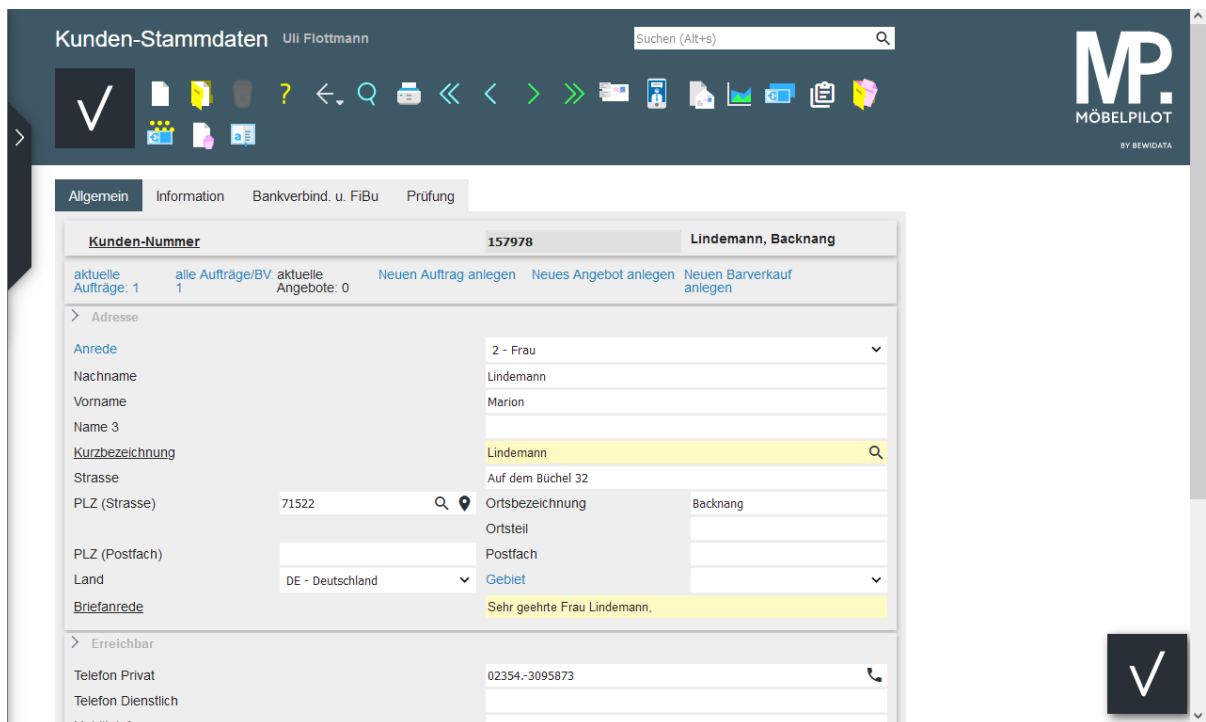 Kunden-Stammdaten Uli Flottmann Suchen (Alt+s)
MP.
MÖBELPILOT
BY BEWIDATA
Allgemein Information Bankverbind. u. FiBu Prüfung
Kunden-Nummer 157978 Lindemann, Backnang
aktuelle alle Aufträge/BV: aktuelle Neuen Auftrag anlegen Neues Angebot anlegen Neuen Barverkauf
Aufträge: 1 1 Angebote: 0 anlegen
Adresse
Anrede 2 - Frau
Nachname Lindemann
Vorname Marion
Name 3
Kurzbezeichnung Lindemann
Strasse Auf dem Büchel 32
PLZ (Strasse) 71522 Ortsbezeichnung Backnang
Ortsteil
PLZ (Postfach) Postfach
Land DE - Deutschland Gebiet
Briefanrede Sehr geehrte Frau Lindemann,
Erreichbar
Telefon Privat 02354.-3095873
Telefon Dienstlich